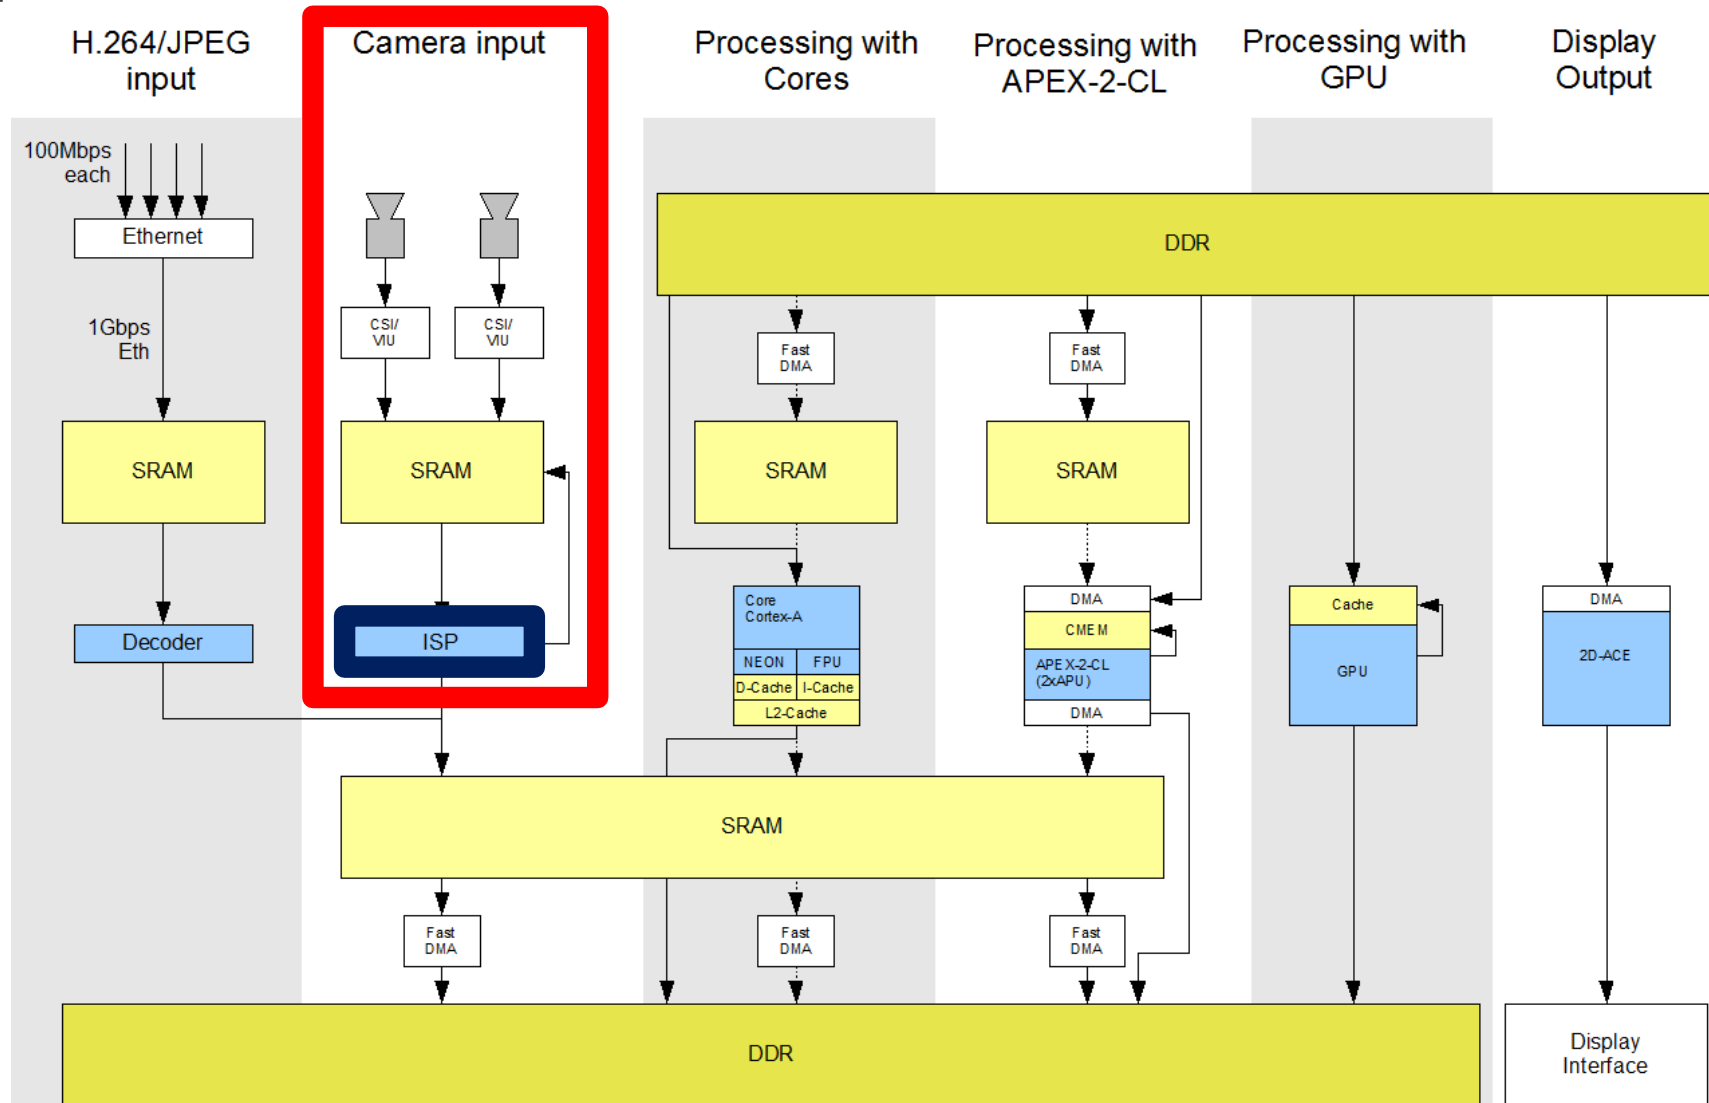 H.264/JPEG
input
Camera input
Processing with
Cores
Processing with
APEX-2-CL
Processing with
GPU
Display
Output
100Mbps
each
Ethernet
1Gbps
Eth
SRAM
Decoder
CSI/
VIU
CSI/
VIU
SRAM
ISP
DDR
Fast
DMA
SRAM
Core
Cortex-A
NEON
FPU
D-Cache
I-Cache
L2-Cache
Fast
DMA
SRAM
DMA
CMEM
APEX-2-CL
(2xAPU)
DMA
Cache
GPU
DMA
2D-ACE
SRAM
Fast
DMA
Fast
DMA
Fast
DMA
DDR
Display
Interface